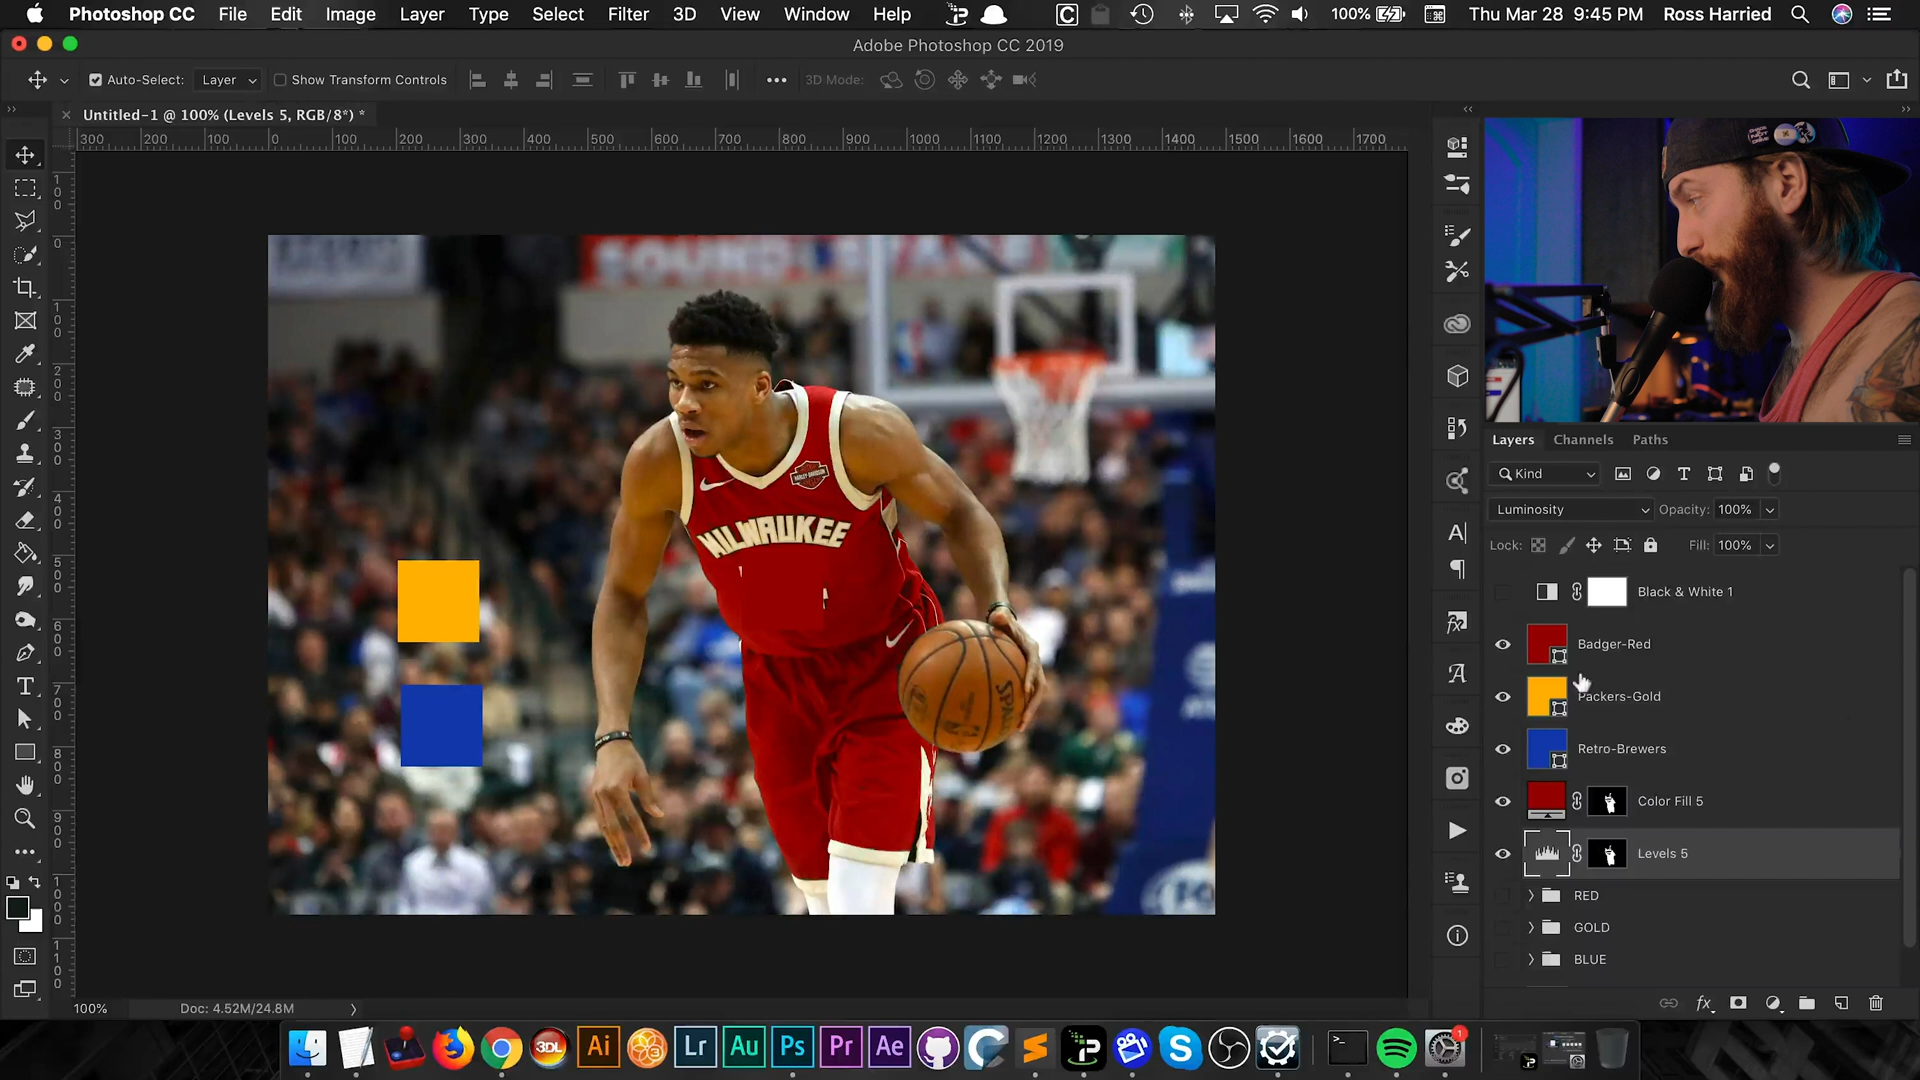 Photoshop CC File Edit Image Layer Type Select Filter 3D View Window Help 100% Thu Mar 28 9:45 PM Ross Harried
Adobe Photoshop CC 2019
Auto-Select: Layer Show Transform Controls 3D Mode:
Untitled-1 @ 100% (Levels 5, RGB/8*) *
300 200 100 0 100 200 300 400 500 600 700 800 900 1000 1100 1200 1300 1400 1500 1600 1700
MILWAUKEE
HARLEY-DAVIDSON
SPALDING
Layers Channels Paths
Kind
Luminosity Opacity: 100%
Lock: Fill: 100%
Black & White 1
Badger-Red
Packers-Gold
Retro-Brewers
Color Fill 5
Levels 5
RED
GOLD
BLUE
100% Doc: 4.52M/24.8M
3DL Ai Lr Au Ps Pr Ae
1